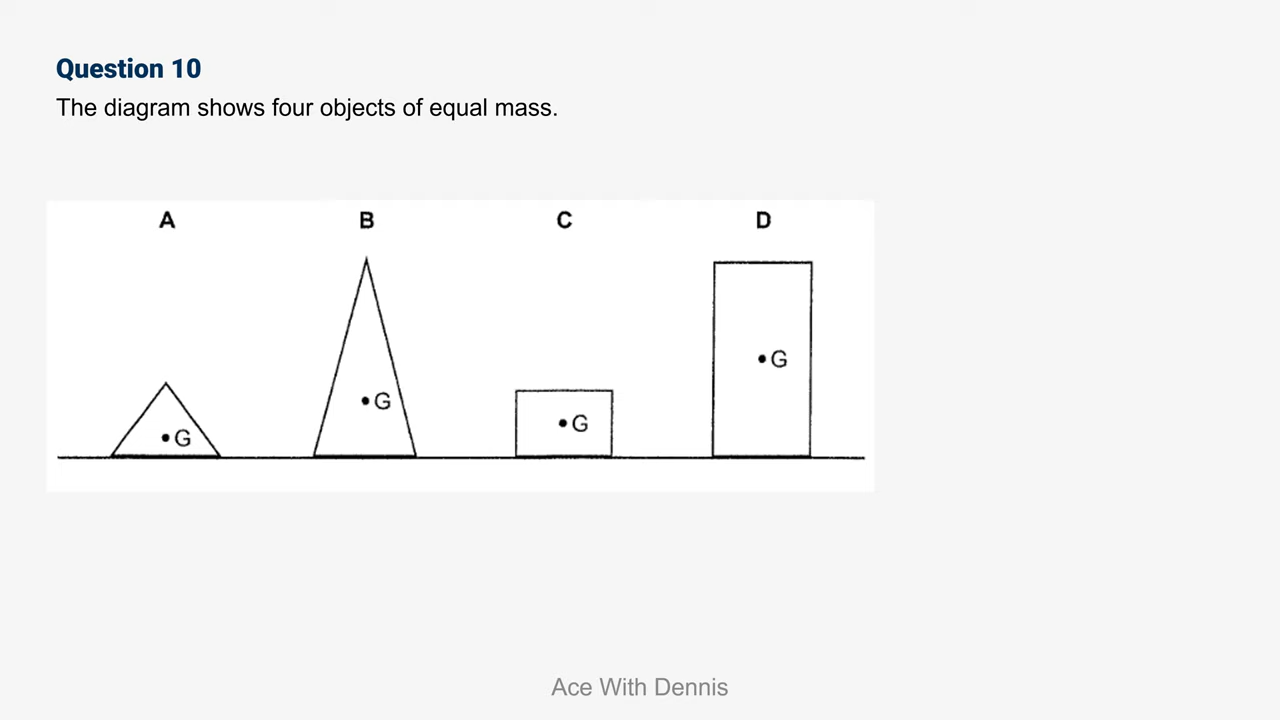 Question 10
The diagram shows four objects of equal mass.
A B C D
G
G
G
G
Ace With Dennis